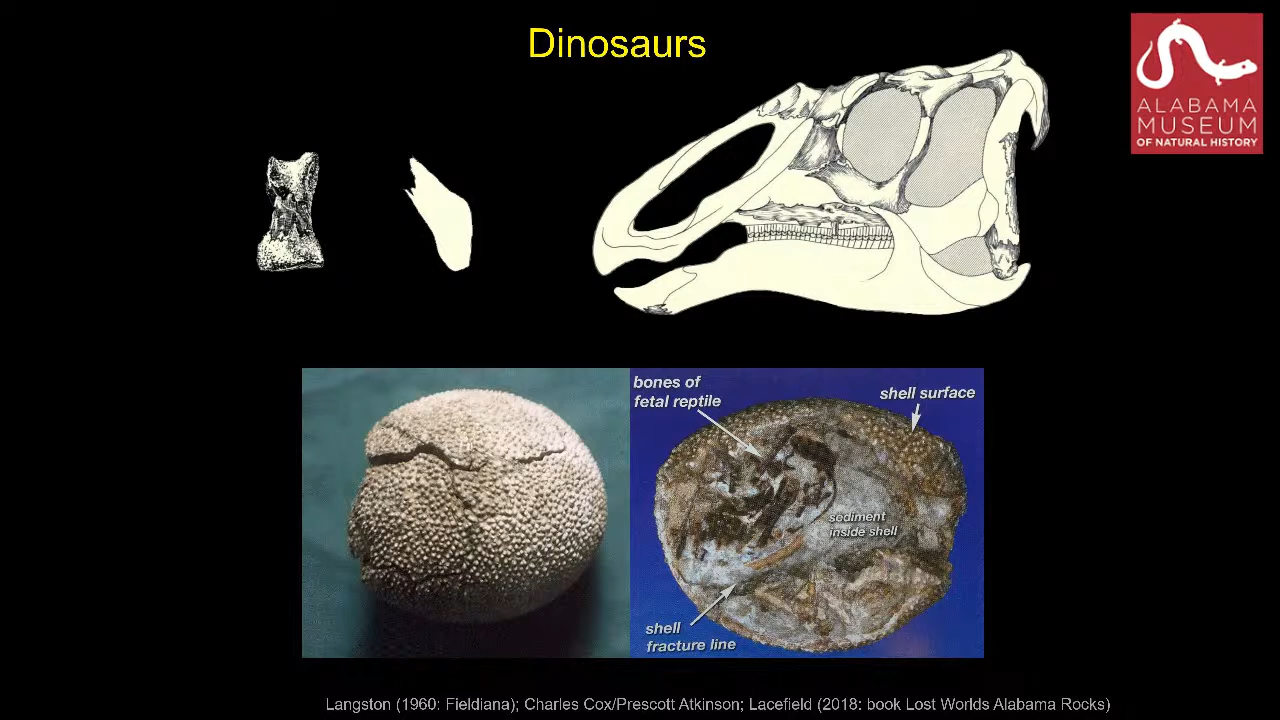 Dinosaurs
ALABAMA
MUSEUM
OF NATURAL HISTORY
bones of
fetal reptile
shell surface
sediment
inside shell
shell
fracture line
Langston (1960: Fieldiana); Charles Cox/Prescott Atkinson; Lacefield (2018: book Lost Worlds Alabama Rocks)